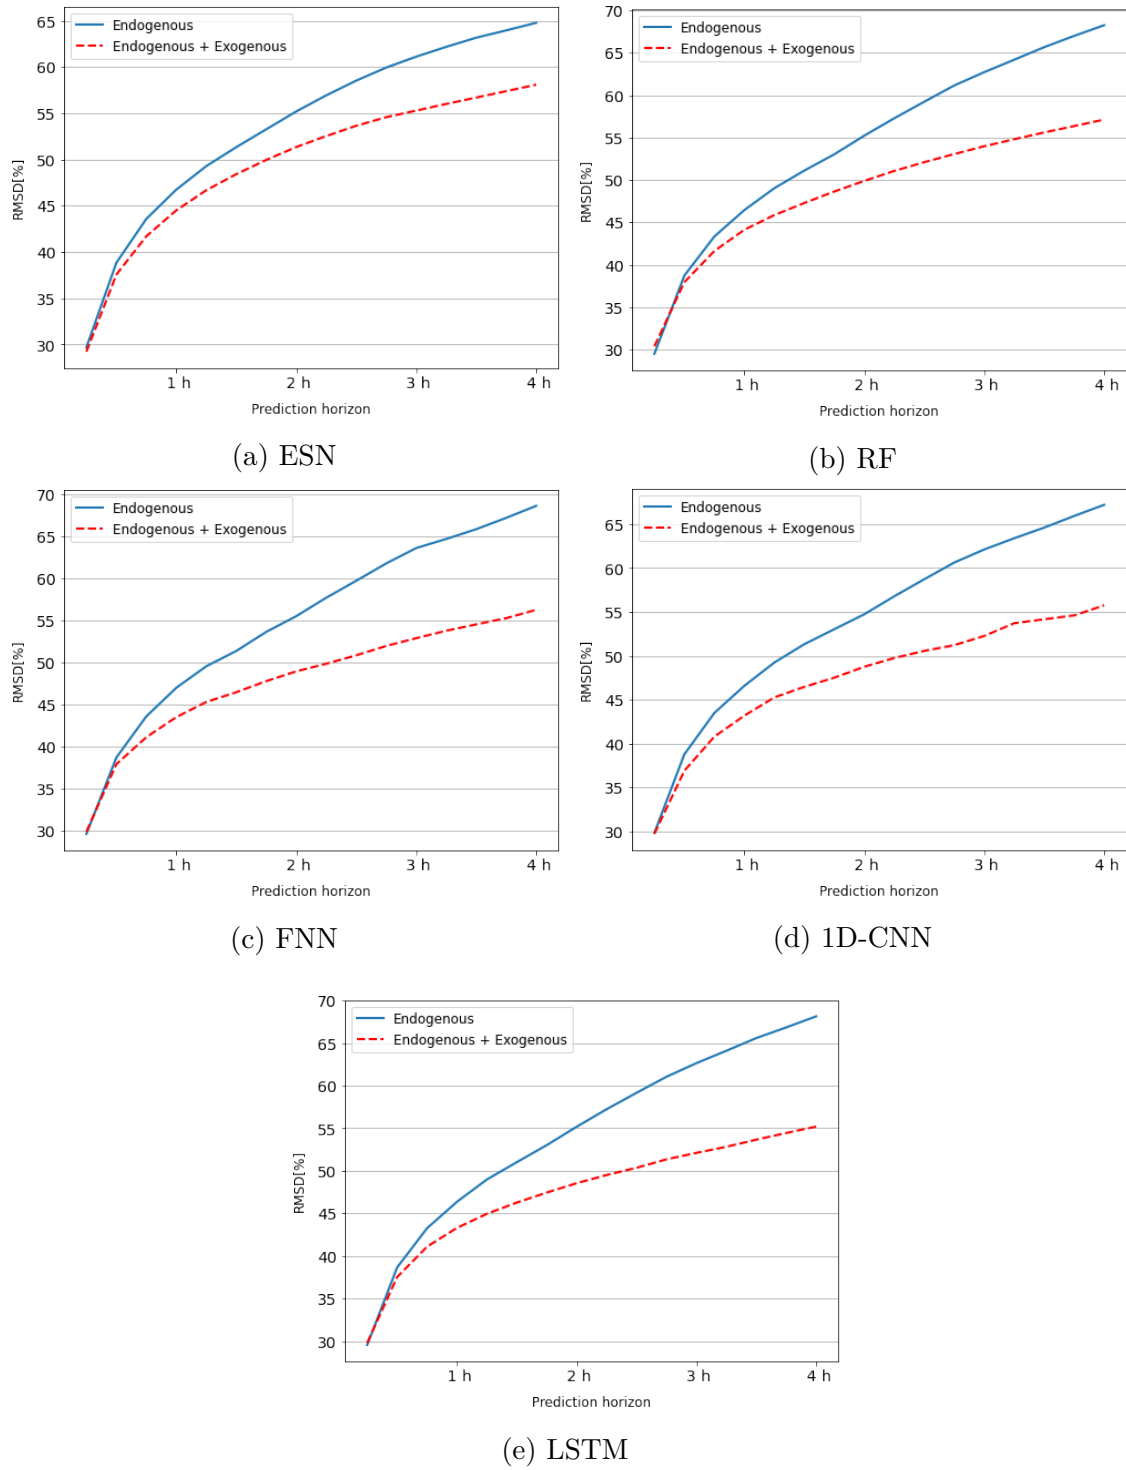 Endogenous
Endogenous + Exogenous
65
60
55
50
45
40
35
30
RMSD[%]
1 h 2 h 3 h 4 h
Prediction horizon
(a) ESN
Endogenous
Endogenous + Exogenous
70
65
60
55
50
45
40
35
30
RMSD[%]
1 h 2 h 3 h 4 h
Prediction horizon
(b) RF
Endogenous
Endogenous + Exogenous
70
65
60
55
50
45
40
35
30
RMSD[%]
1 h 2 h 3 h 4 h
Prediction horizon
(c) FNN
Endogenous
Endogenous + Exogenous
65
60
55
50
45
40
35
30
RMSD[%]
1 h 2 h 3 h 4 h
Prediction horizon
(d) 1D-CNN
Endogenous
Endogenous + Exogenous
70
65
60
55
50
45
40
35
30
RMSD[%]
1 h 2 h 3 h 4 h
Prediction horizon
(e) LSTM